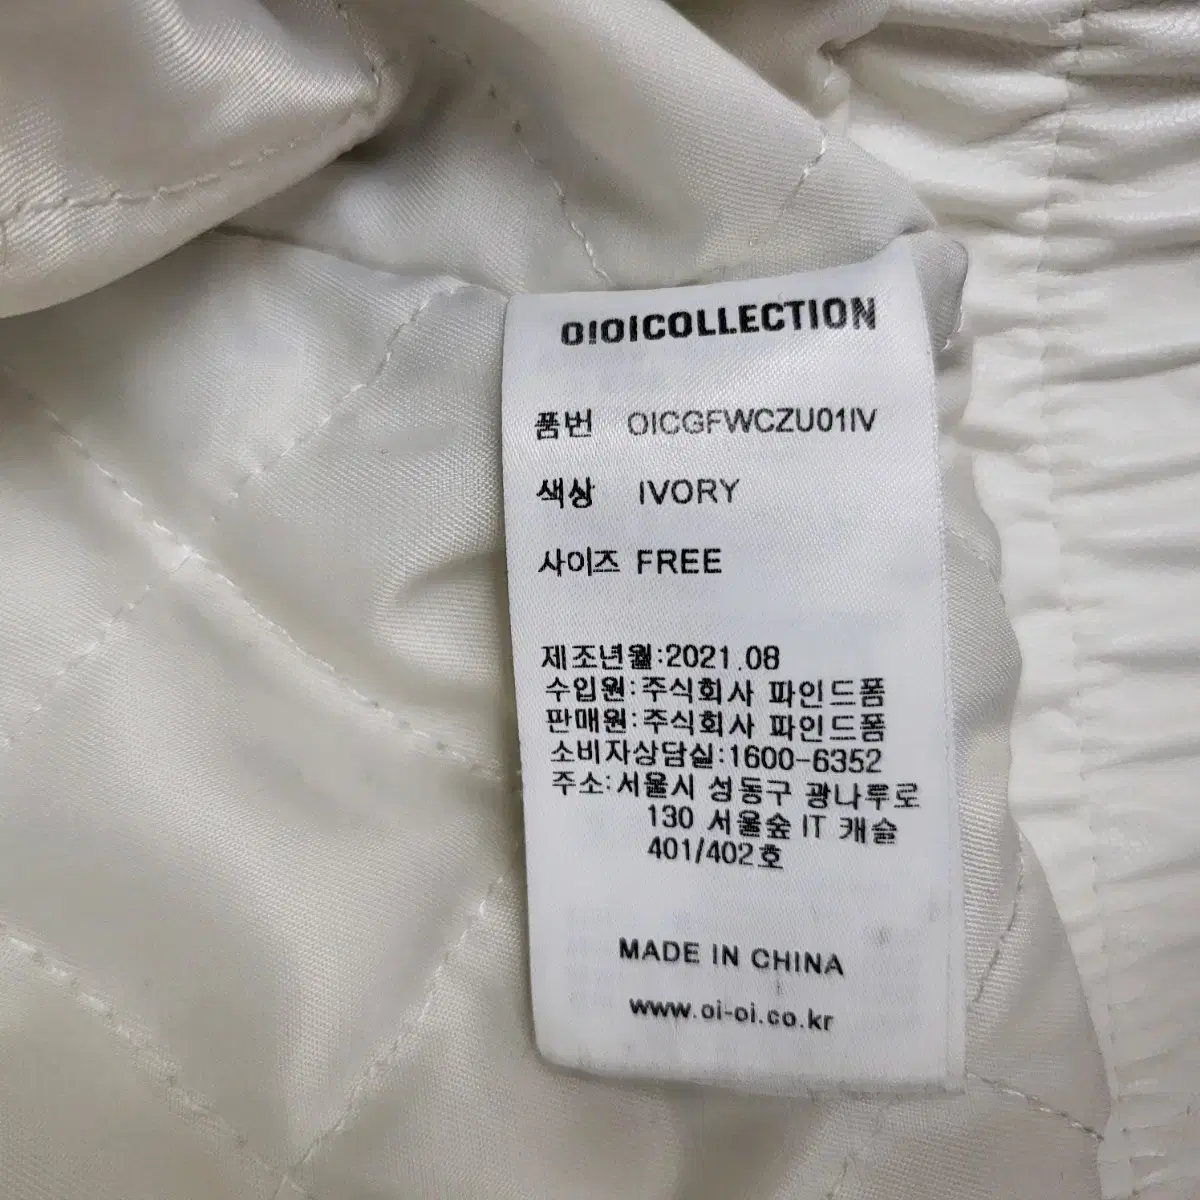 O!OICOLLECTION
품번 OICGFWCZU01IV
색상 IVORY
사이즈 FREE
제조년월:2021.08
수입원:주식회사 파인드폼
판매원:주식회사 파인드폼
소비자상담실:1600-6352
주소:서울시 성동구 광나루로
130 서울숲 IT 캐슬
401/402호
MADE IN CHINA
www.oi-oi.co.kr